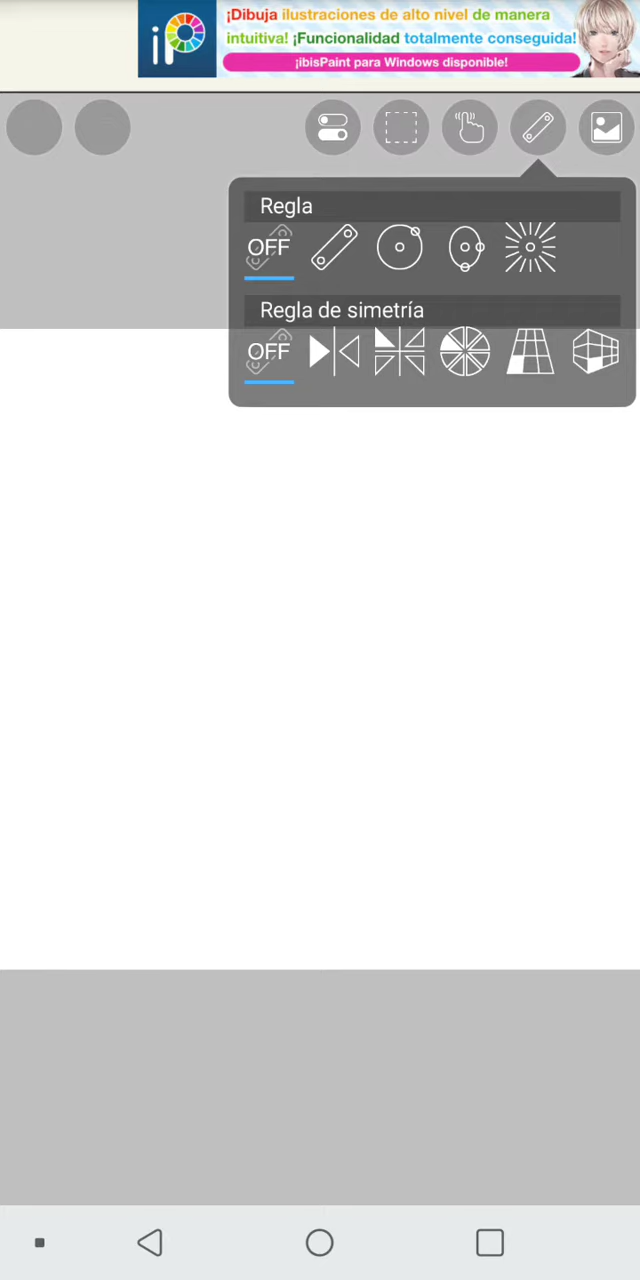 iP
¡Dibuja ilustraciones de alto nivel de manera
intuitiva! ¡Funcionalidad totalmente conseguida!
¡ibisPaint para Windows disponible!
Regla
OFF
Regla de simetría
OFF